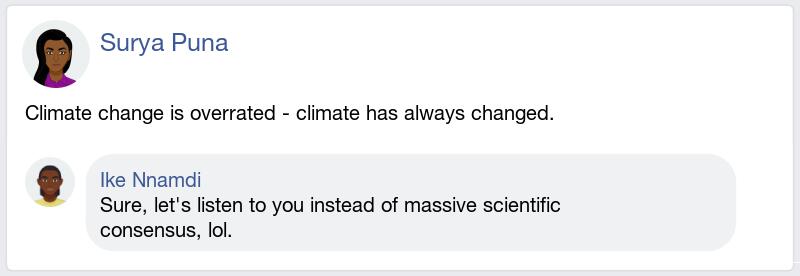 Surya Puna
Climate change is overrated - climate has always changed.
Ike Nnamdi
Sure, let's listen to you instead of massive scientific
consensus, lol.